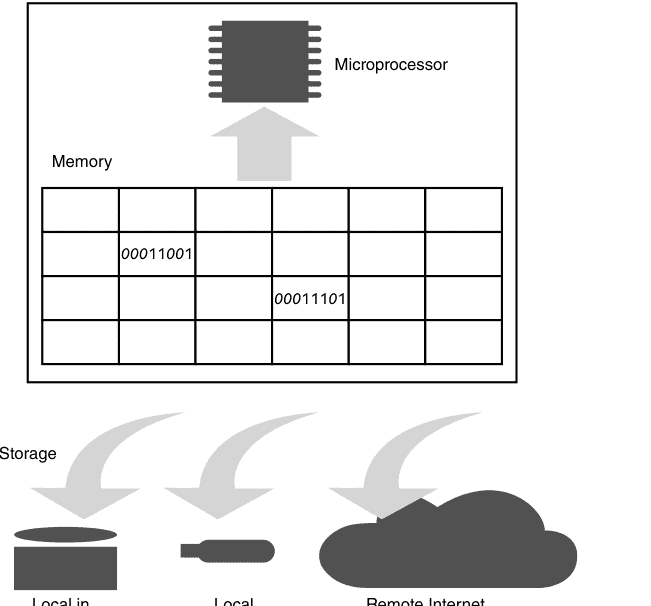 Microprocessor
Memory
00011001
00011101
Storage
Local in
Local
Remote Internet